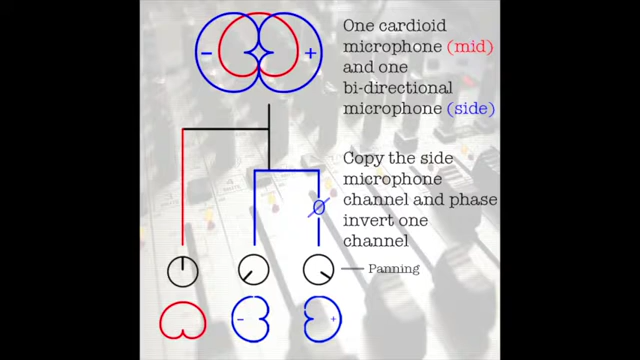 One cardioid
microphone (mid)
and one
bi-directional
microphone (side)
- +
Copy the side
microphone
channel and phase
invert one
channel
Ø
Panning
- +